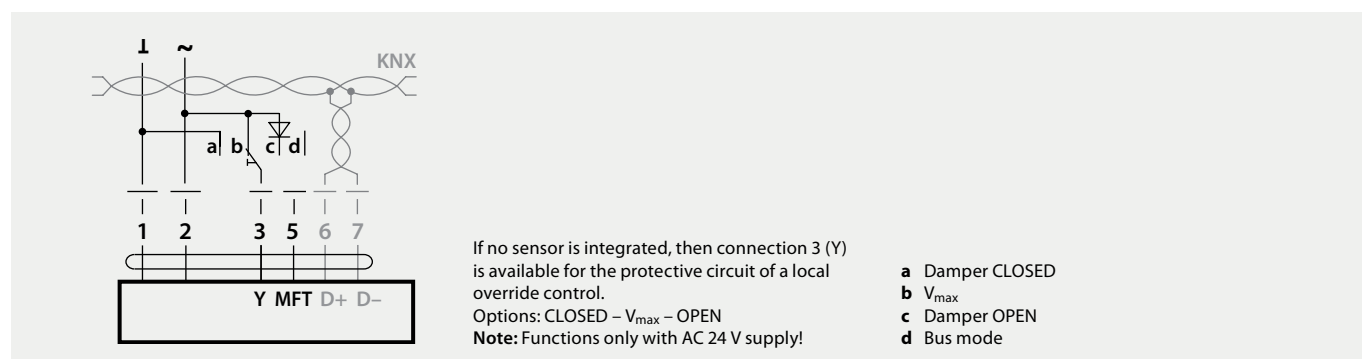 ⊥ ~
KNX
a b c d
1 2 3 5 6 7
Y MFT D+ D–
If no sensor is integrated, then connection 3 (Y)
is available for the protective circuit of a local
override control.
Options: CLOSED – Vmax – OPEN
Note: Functions only with AC 24 V supply!
a Damper CLOSED
b Vmax
c Damper OPEN
d Bus mode